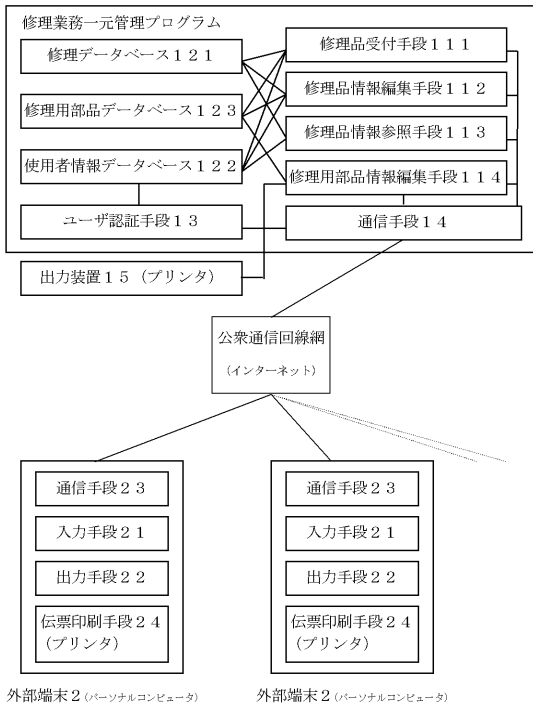 修理業務一元管理プログラム
修理データベース１２１
修理用部品データベース１２３
使用者情報データベース１２２
ユーザ認証手段１３
修理品受付手段１１１
修理品情報編集手段１１２
修理品情報参照手段１１３
修理用部品情報編集手段１１４
通信手段１４
出力装置１５（プリンタ）
公衆通信回線網
（インターネット）
通信手段２３
入力手段２１
出力手段２２
伝票印刷手段２４
（プリンタ）
外部端末２（パーソナルコンピュータ）
通信手段２３
入力手段２１
出力手段２２
伝票印刷手段２４
（プリンタ）
外部端末２（パーソナルコンピュータ）